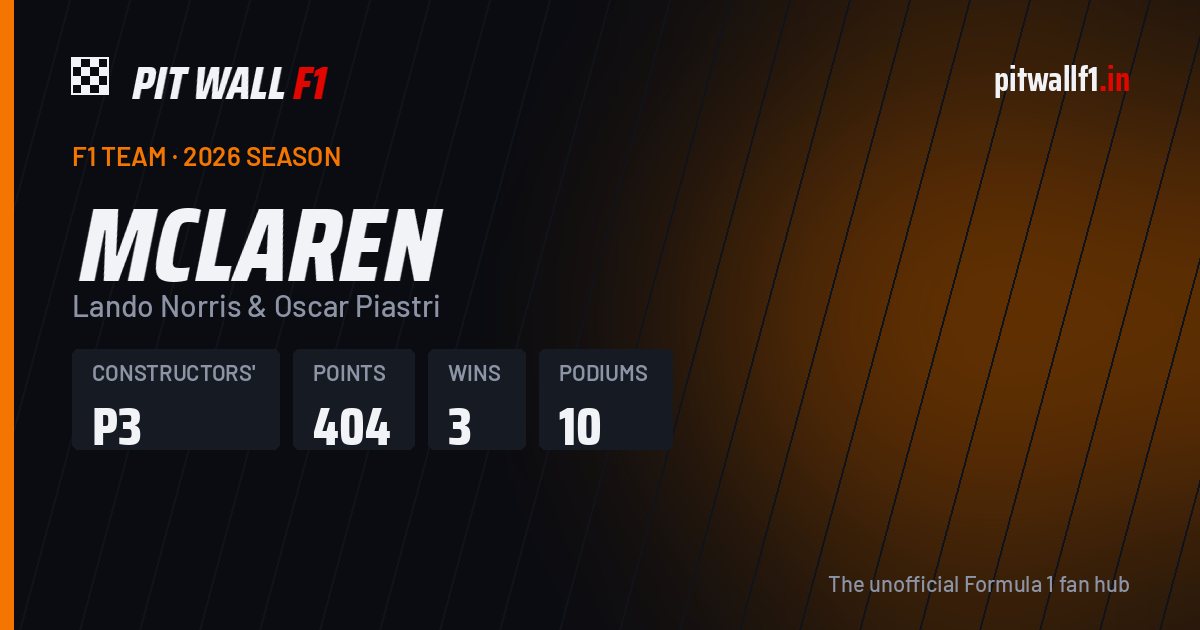 PIT WALL F1
pitwallf1.in
F1 TEAM · 2026 SEASON
MCLAREN
Lando Norris & Oscar Piastri
CONSTRUCTORS' POINTS WINS PODIUMS
P3 404 3 10
The unofficial Formula 1 fan hub